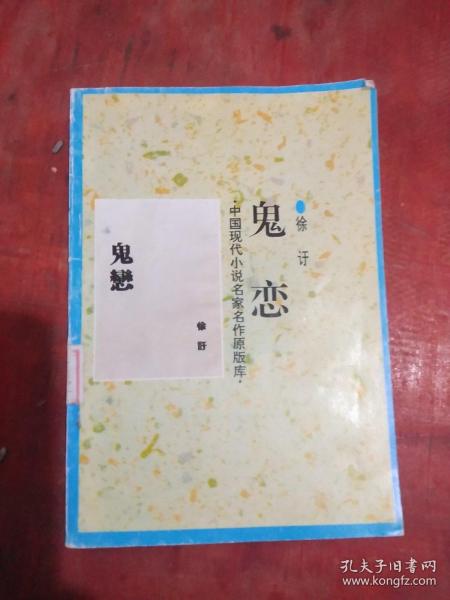 徐 訏
鬼恋
·中国现代小说名家名作原版库·
鬼戀
徐訏
孔夫子旧书网
www.kongfz.com